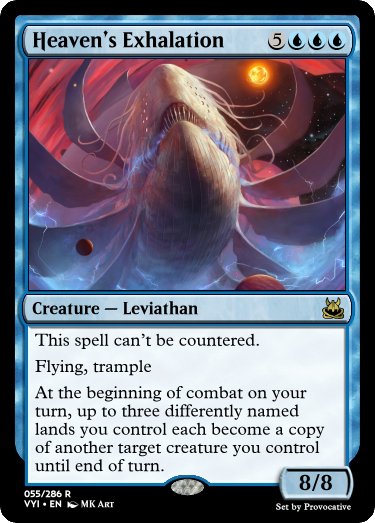 Heaven's Exhalation 5
Creature — Leviathan
This spell can't be countered.
Flying, trample
At the beginning of combat on your
turn, up to three differently named
lands you control each become a copy
of another target creature you control
until end of turn.
8/8
055/286 R
VYI • EN MK Art
Set by Provocative